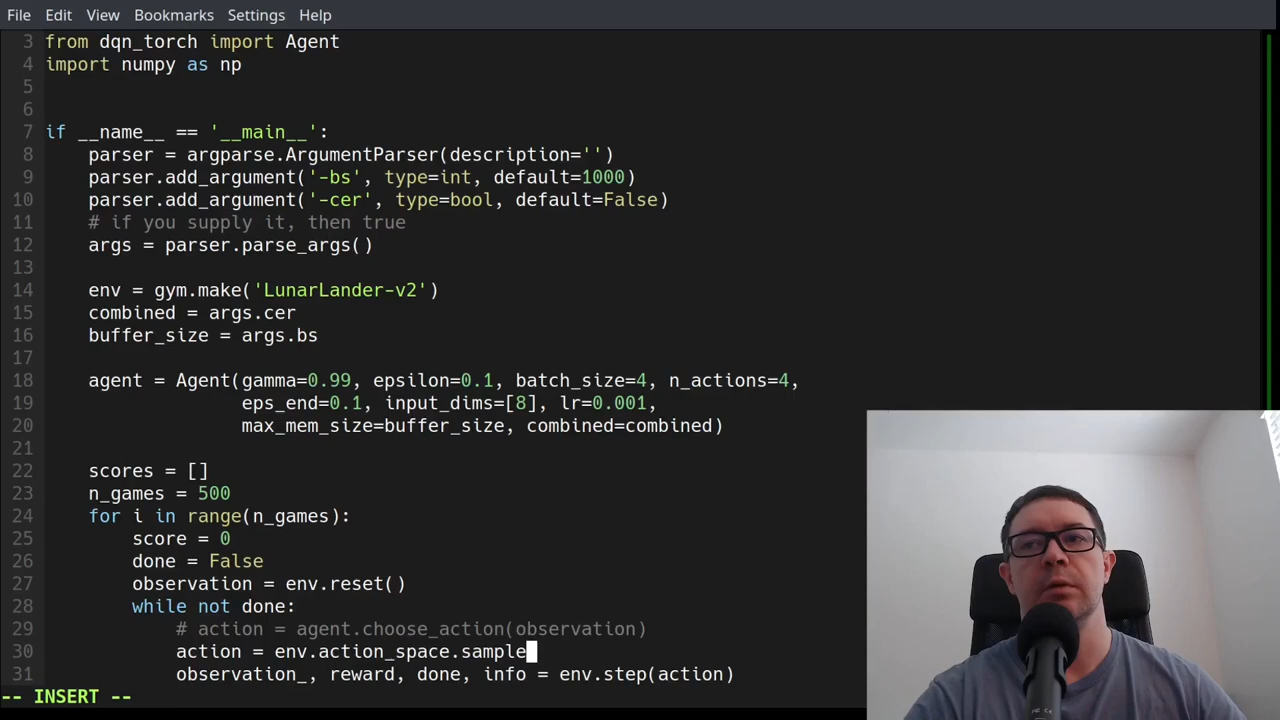 File Edit View Bookmarks Settings Help
3 from dqn_torch import Agent
4 import numpy as np
5
6
7 if __name__ == '__main__':
8     parser = argparse.ArgumentParser(description='')
9     parser.add_argument('-bs', type=int, default=1000)
10     parser.add_argument('-cer', type=bool, default=False)
11     # if you supply it, then true
12     args = parser.parse_args()
13
14     env = gym.make('LunarLander-v2')
15     combined = args.cer
16     buffer_size = args.bs
17
18     agent = Agent(gamma=0.99, epsilon=0.1, batch_size=4, n_actions=4,
19                   eps_end=0.1, input_dims=[8], lr=0.001,
20                   max_mem_size=buffer_size, combined=combined)
21
22     scores = []
23     n_games = 500
24     for i in range(n_games):
25         score = 0
26         done = False
27         observation = env.reset()
28         while not done:
29             # action = agent.choose_action(observation)
30             action = env.action_space.sample
31             observation_, reward, done, info = env.step(action)
-- INSERT --